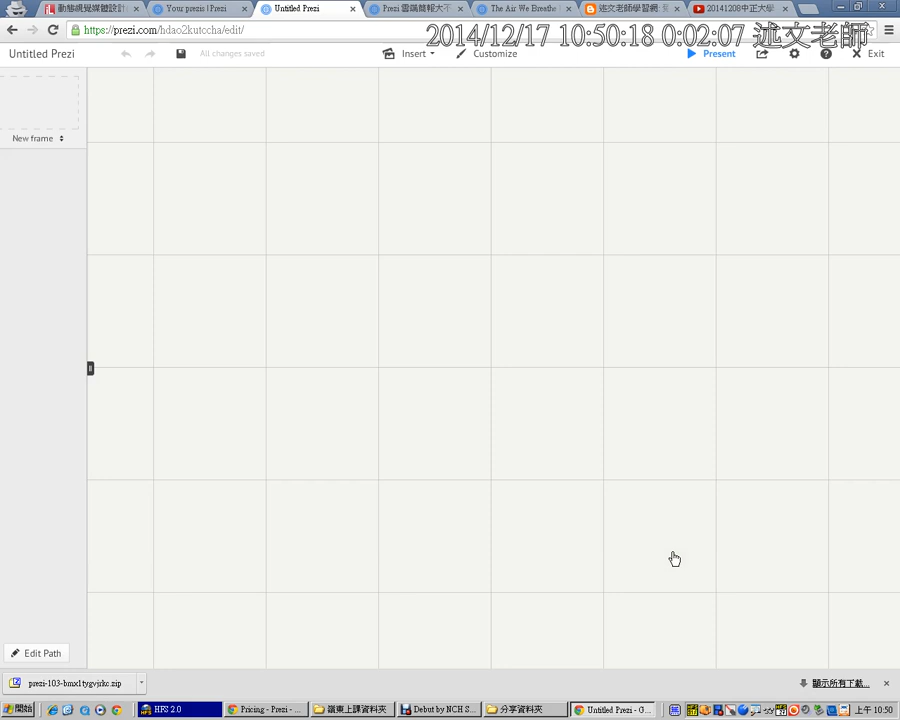 動態視覺媒體設計
Your prezis | Prezi
Untitled Prezi
Prezi 雲端簡報大不
The Air We Breathe
述文老師學習網:
20141208中正大學
https://prezi.com/hdao2kutccha/edit/
2014/12/17 10:50:18 0:02:07 述文老師
Untitled Prezi
All changes saved
Insert
Customize
Present
Exit
New frame
Edit Path
prezi-103-bmx1tygvjrkc.zip
顯示所有下載...
開始
HFS 2.0
Pricing - Prezi - ...
嶺東上課資料夾
Debut by NCH S...
分享資料夾
Untitled Prezi - G...
上午 10:50